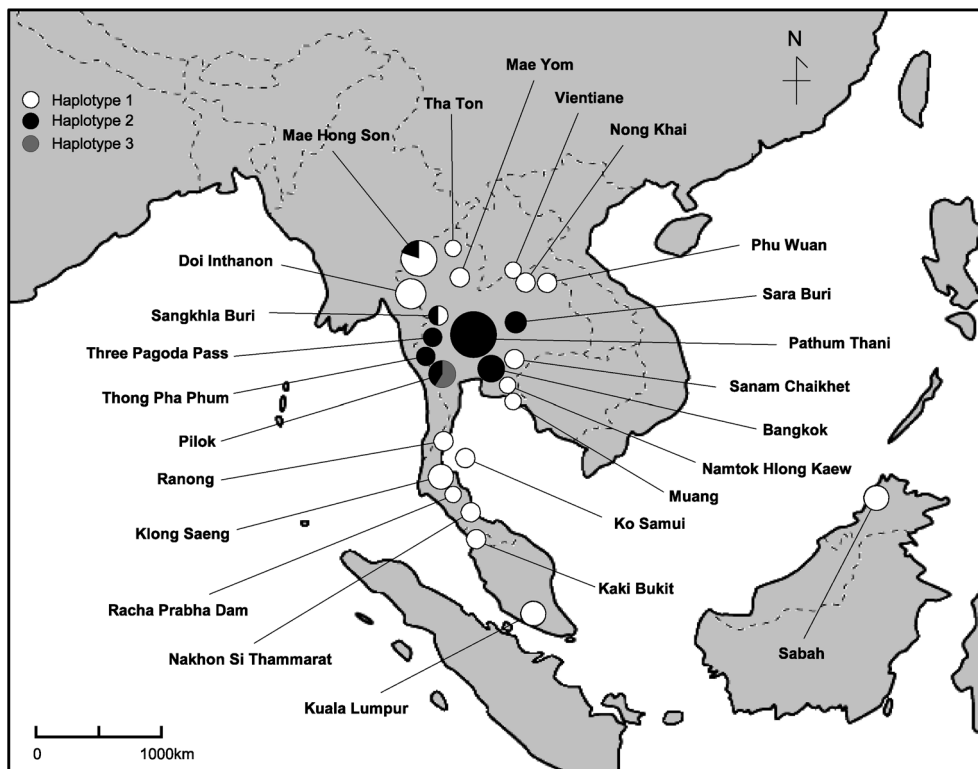 N
Mae Yom
Haplotype 1
Tha Ton
Vientiane
Haplotype 2
Nong Khai
Haplotype 3
Mae Hong Son
Phu Wuan
Doi Inthanon
Sara Buri
Sangkhla Buri
Pathum Thani
Three Pagoda Pass
Sanam Chaikhet
Thong Pha Phum
Bangkok
Pilok
Namtok Hlong Kaew
Ranong
Muang
Ko Samui
Klong Saeng
Kaki Bukit
Racha Prabha Dam
Sabah
Nakhon Si Thammarat
Kuala Lumpur
0 1000km